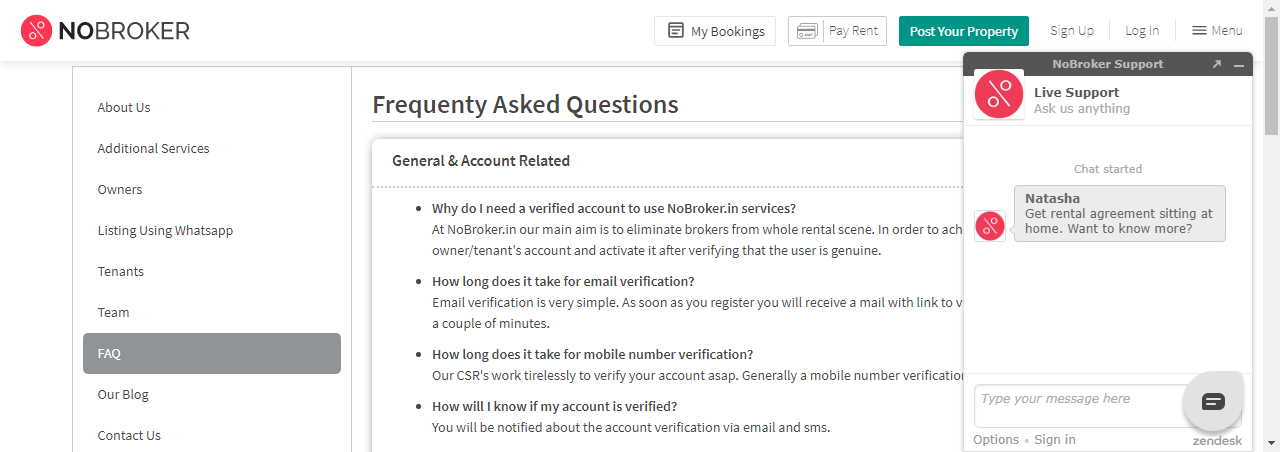 NOBROKER
My Bookings
Pay Rent
Post Your Property
Sign Up
Log In
Menu
About Us
Additional Services
Owners
Listing Using Whatsapp
Tenants
Team
FAQ
Our Blog
Contact Us
Frequenty Asked Questions
General & Account Related
Why do I need a verified account to use NoBroker.in services?
At NoBroker.in our main aim is to eliminate brokers from whole rental scene. In order to ach
owner/tenant's account and activate it after verifying that the user is genuine.
How long does it take for email verification?
Email verification is very simple. As soon as you register you will receive a mail with link to v
a couple of minutes.
How long does it take for mobile number verification?
Our CSR's work tirelessly to verify your account asap. Generally a mobile number verification
How will I know if my account is verified?
You will be notified about the account verification via email and sms.
NoBroker Support
Live Support
Ask us anything
Chat started
Natasha
Get rental agreement sitting at
home. Want to know more?
Type your message here
Options • Sign in
zendesk